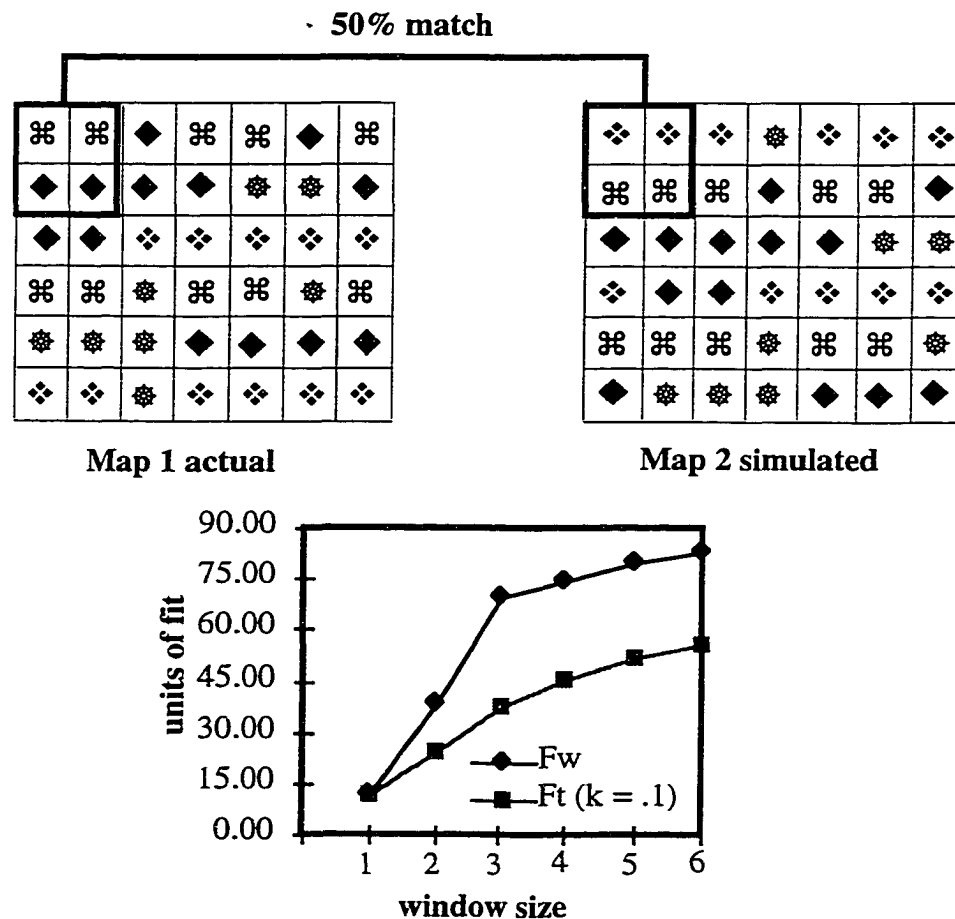 50% match
Map 1 actual
Map 2 simulated
90.00
75.00
60.00
45.00
30.00
15.00
0.00
units of fit
Fw
Ft (k = .1)
1 2 3 4 5 6
window size